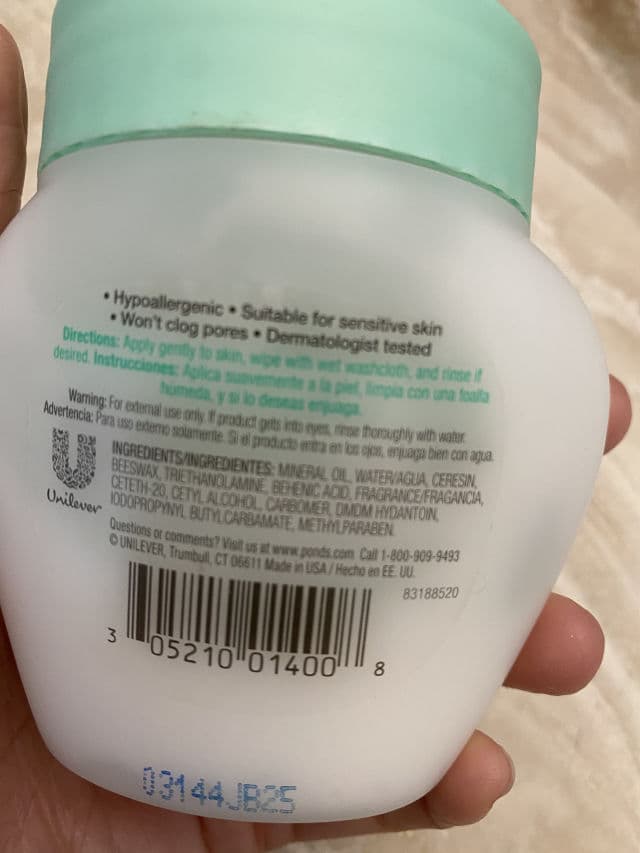 • Hypoallergenic • Suitable for sensitive skin
• Won't clog pores • Dermatologist tested
Directions: Apply gently to skin, wipe with wet washcloth, and rinse if
desired. Instrucciones: Aplica suavemente a la piel, limpia con una toalla
humeda, y si lo deseas enjuaga.
Warning: For external use only. If product gets into eyes, rinse thoroughly with water.
Advertencia: Para uso externo solamente. Si el producto entra en los ojos, enjuaga bien con agua.
INGREDIENTS/INGREDIENTES: MINERAL OIL, WATER/AGUA, CERESIN,
BEESWAX, TRIETHANOLAMINE, BEHENIC ACID, FRAGRANCE/FRAGANCIA,
CETETH-20, CETYL ALCOHOL, CARBOMER, DMDM HYDANTOIN,
IODOPROPYNYL BUTYLCARBAMATE, METHYLPARABEN.
Unilever
Questions or comments? Visit us at www.ponds.com Call 1-800-909-9493
© UNILEVER, Trumbull, CT 06611 Made in USA / Hecho en EE. UU.
83188520
3 05210 01400 8
03144JB25